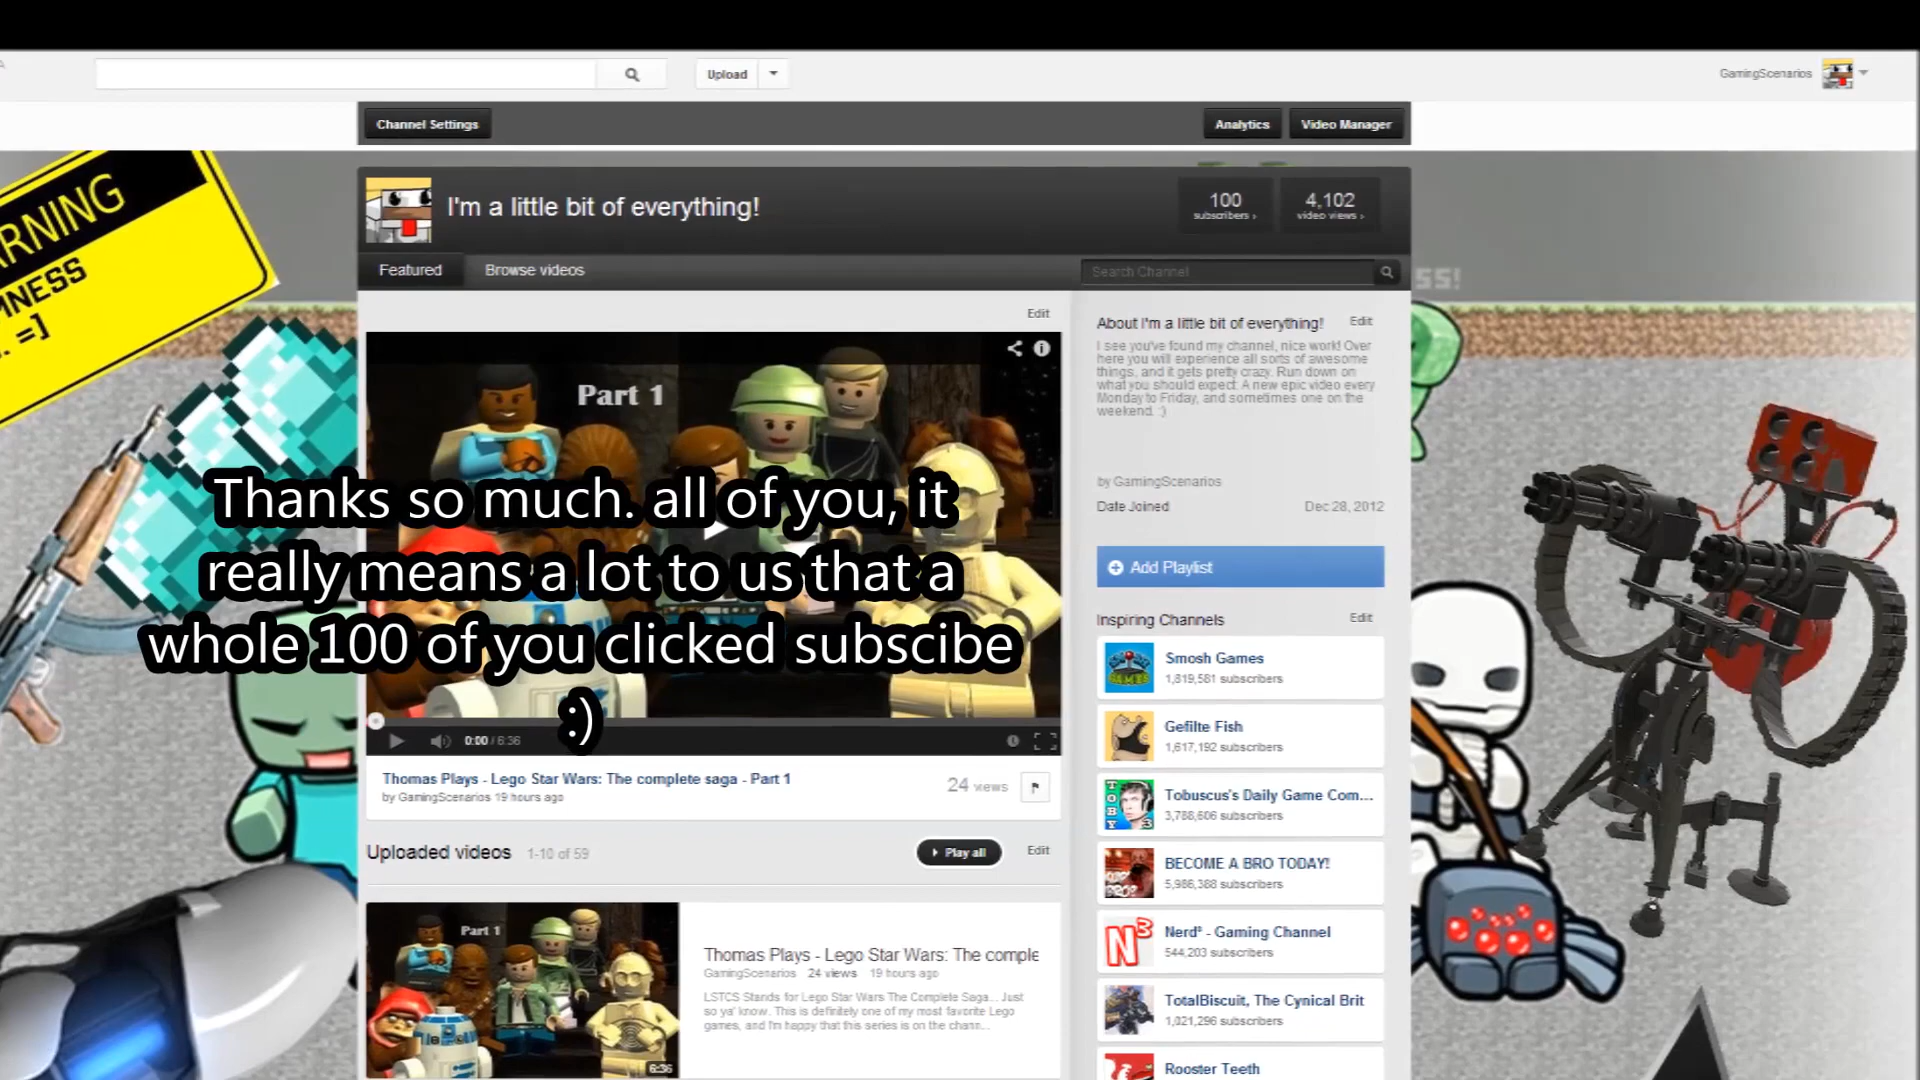 Upload
GamingScenarios
Channel Settings
Analytics
Video Manager
ARNING
=]
I'm a little bit of everything!
100
subscribers ›
4,102
video views ›
Featured
Browse videos
Search Channel
SS!
Edit
Part 1
About I'm a little bit of everything!
Edit
I see you've found my channel, nice work! Over
here you will experience all sorts of awesome
things, and it gets pretty crazy. Run down on
what you should expect: A new epic video every
Monday to Friday, and sometimes one on the
weekend. :)
by GamingScenarios
Date Joined
Dec 28, 2012
Thanks so much. all of you, it
really means a lot to us that a
whole 100 of you clicked subscibe
:)
0:00 / 6:36
Thomas Plays - Lego Star Wars: The complete saga - Part 1
by GamingScenarios 19 hours ago
24 views
Uploaded videos 1-10 of 59
Play all
Edit
Part 1
6:36
Thomas Plays - Lego Star Wars: The comple
GamingScenarios 24 views 19 hours ago
LSTCS Stands for Lego Star Wars The Complete Saga... Just
so ya' know. This is definitely one of my most favorite Lego
games, and I'm happy that this series is on the chann...
Add Playlist
Inspiring Channels
Edit
Smosh Games
1,819,581 subscribers
Gefilte Fish
1,617,192 subscribers
TOBY
3
Tobuscus's Daily Game Com...
3,788,606 subscribers
BECOME A BRO TODAY!
5,986,388 subscribers
N3
Nerd³ - Gaming Channel
544,203 subscribers
TotalBiscuit, The Cynical Brit
1,021,296 subscribers
Rooster Teeth